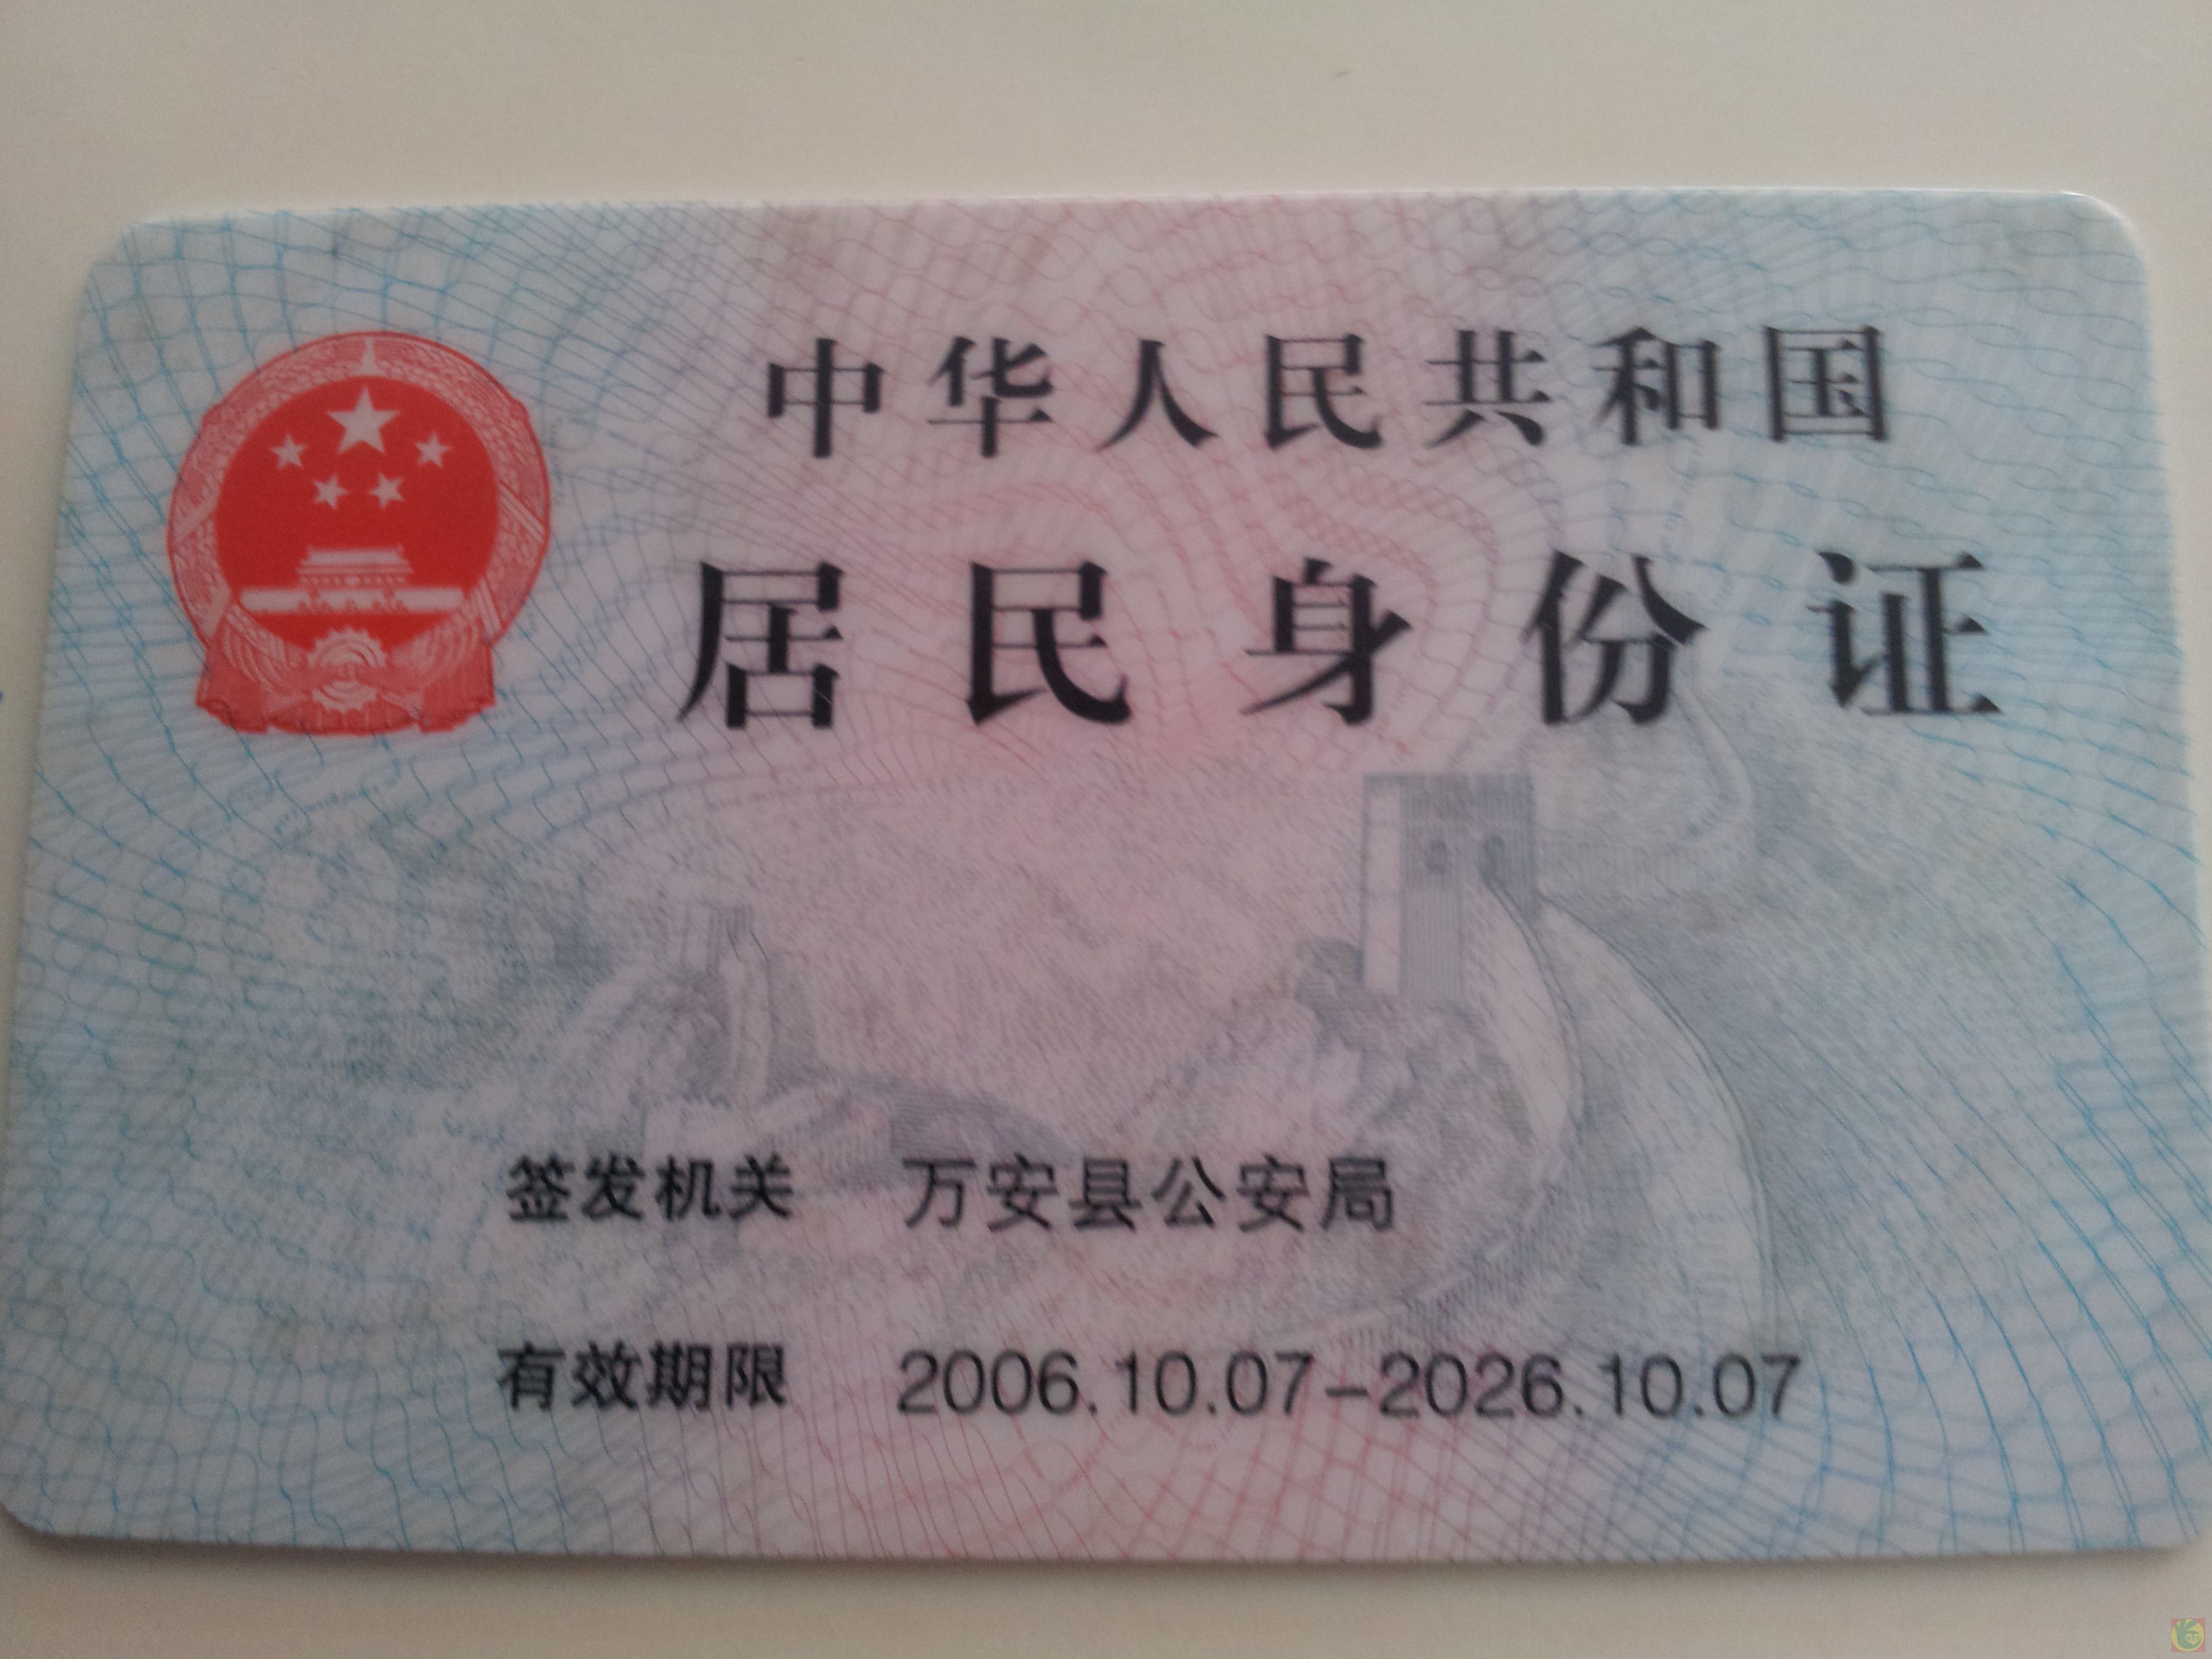 中华人民共和国
居民身份证
签发机关 万安县公安局
有效期限 2006.10.07-2026.10.07